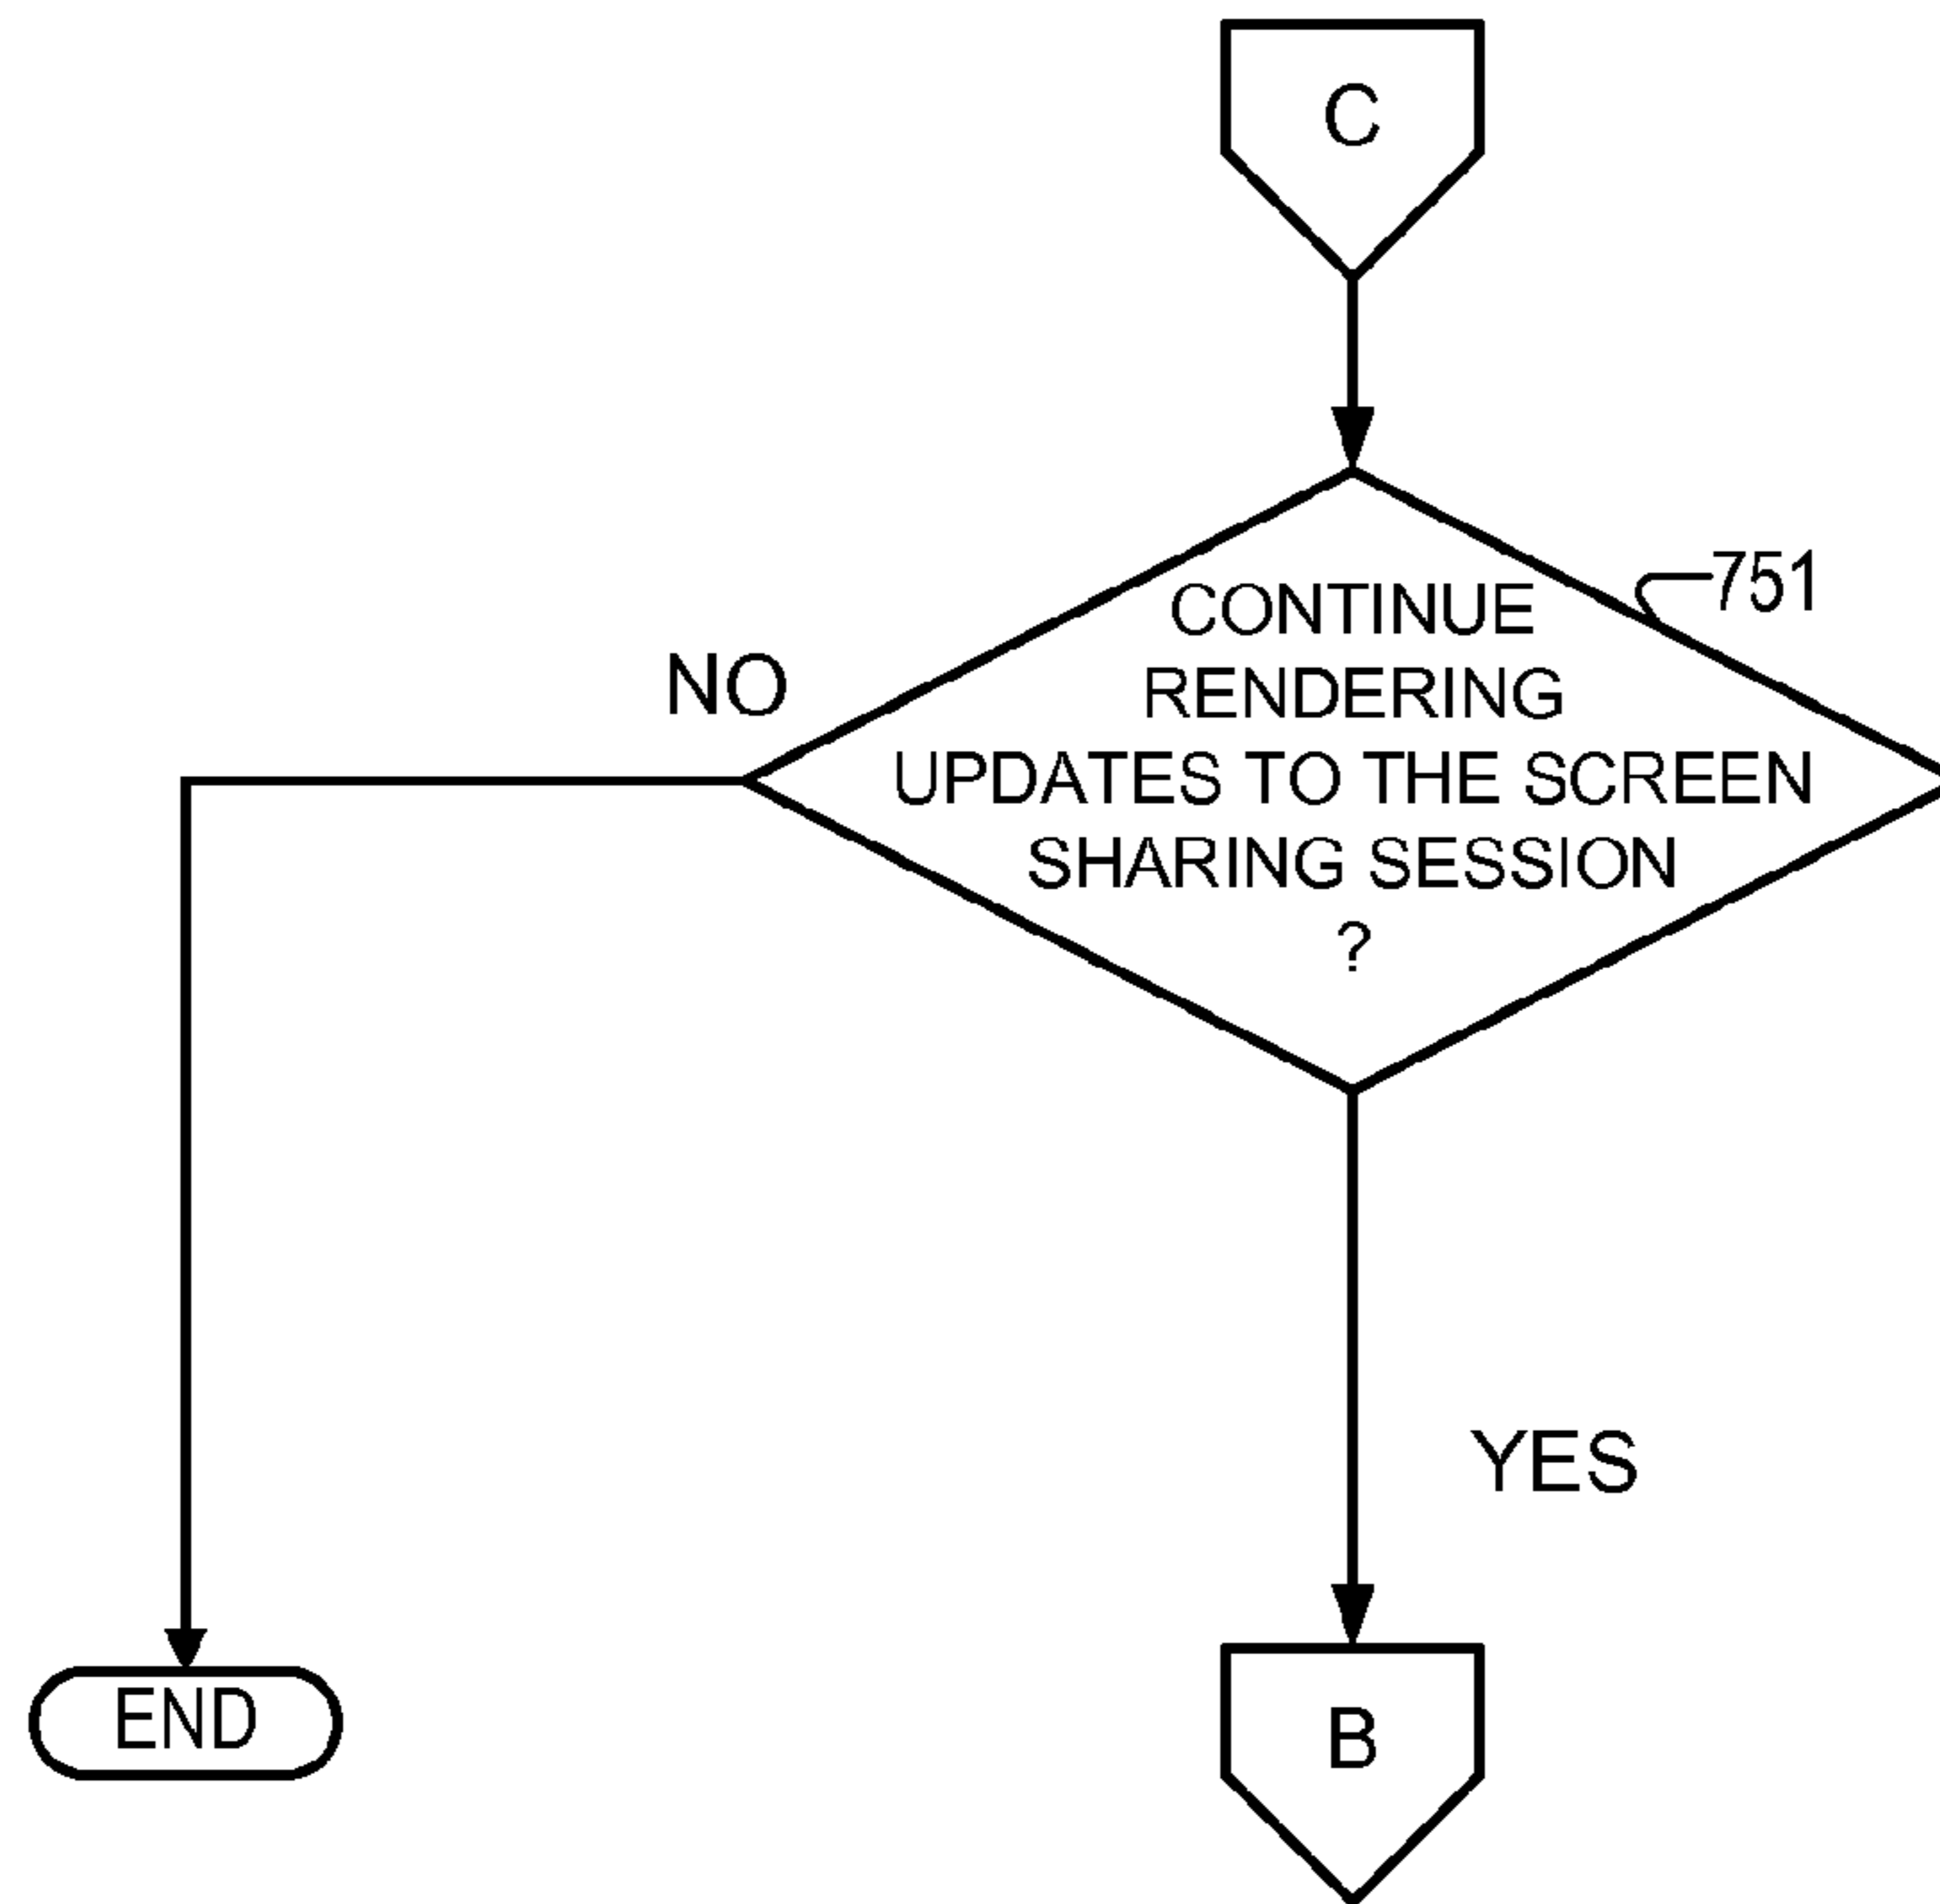 C
CONTINUE
RENDERING
UPDATES TO THE SCREEN
SHARING SESSION
?
751
NO
YES
END
B